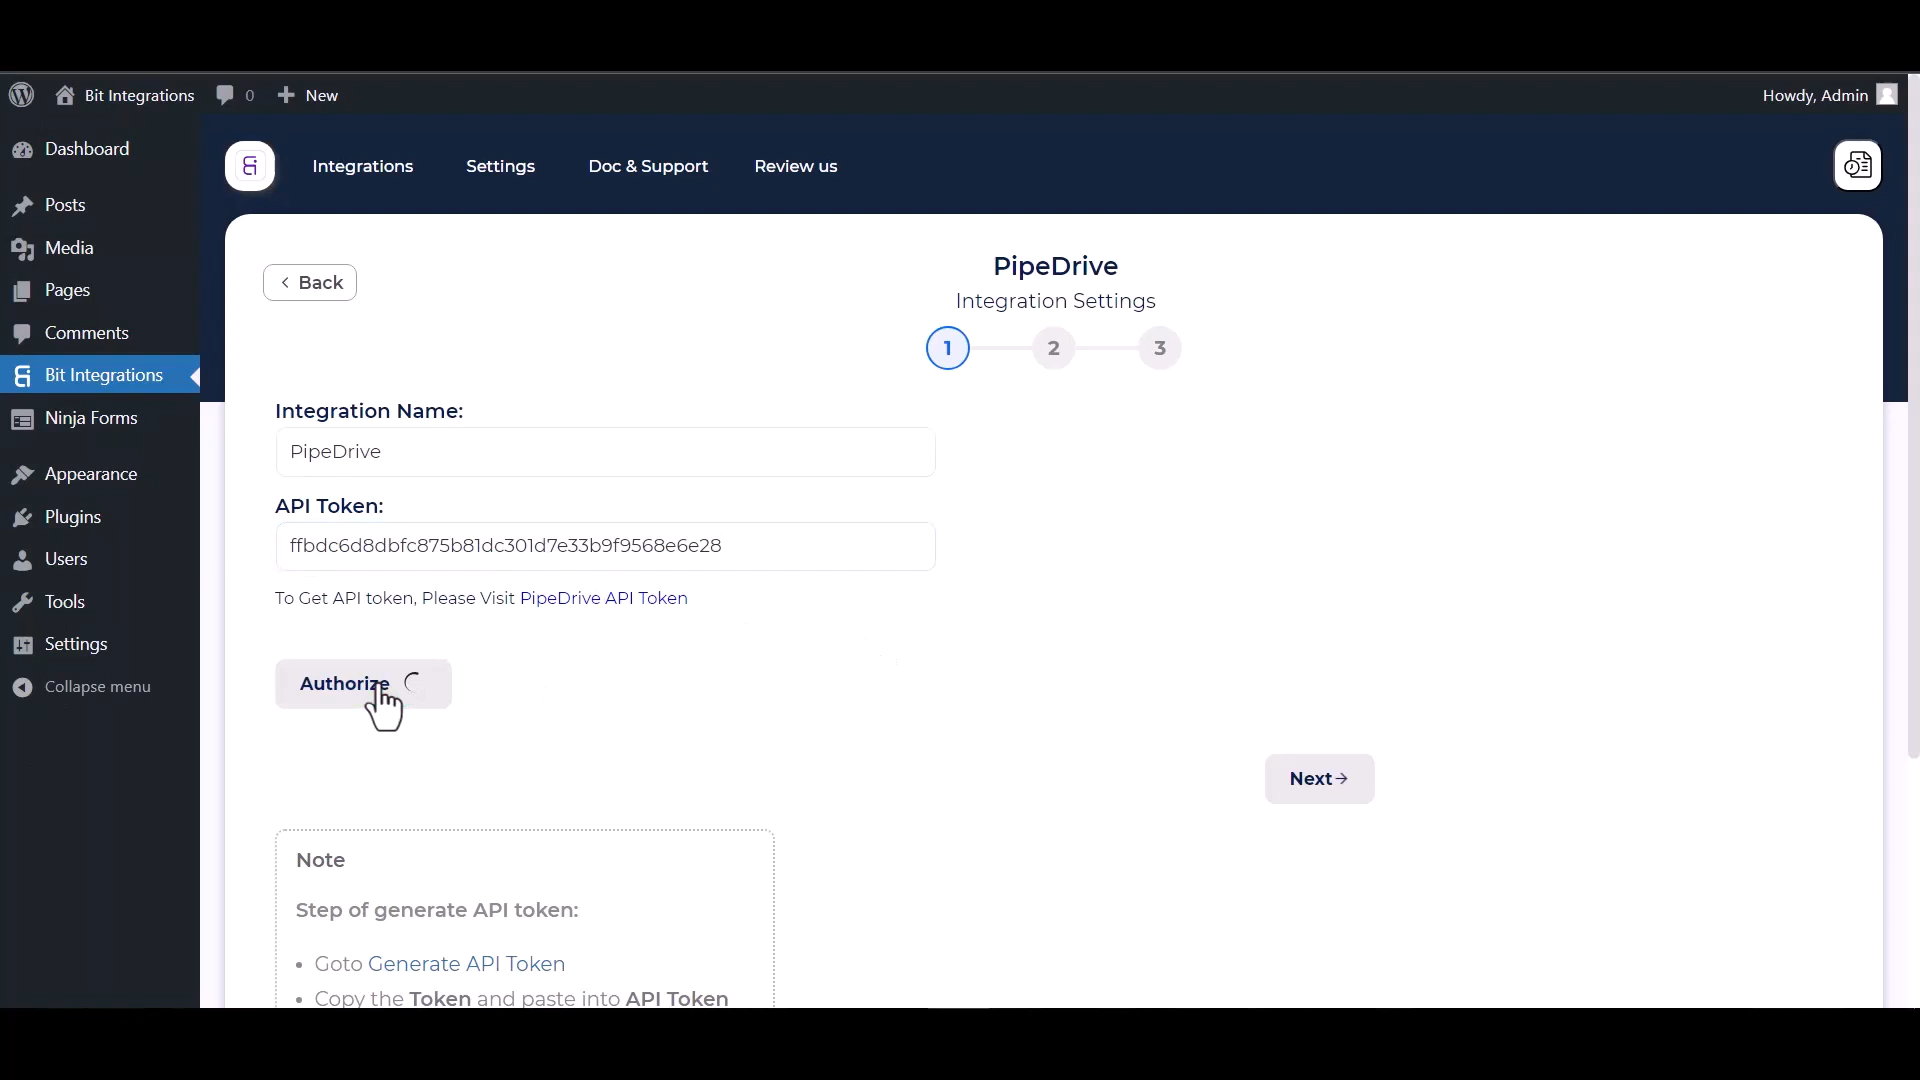 Bit Integrations 0 New Howdy, Admin
Dashboard
Posts
Media
Pages
Comments
Bit Integrations
Ninja Forms
Appearance
Plugins
Users
Tools
Settings
Collapse menu
Integrations Settings Doc & Support Review us
Back
PipeDrive
Integration Settings
1 2 3
Integration Name:
PipeDrive
API Token:
ffbdc6d8dbfc875b81dc301d7e33b9f9568e6e28
To Get API token, Please Visit PipeDrive API Token
Authorize
Next
Note
Step of generate API token:
Goto Generate API Token
Copy the Token and paste into API Token